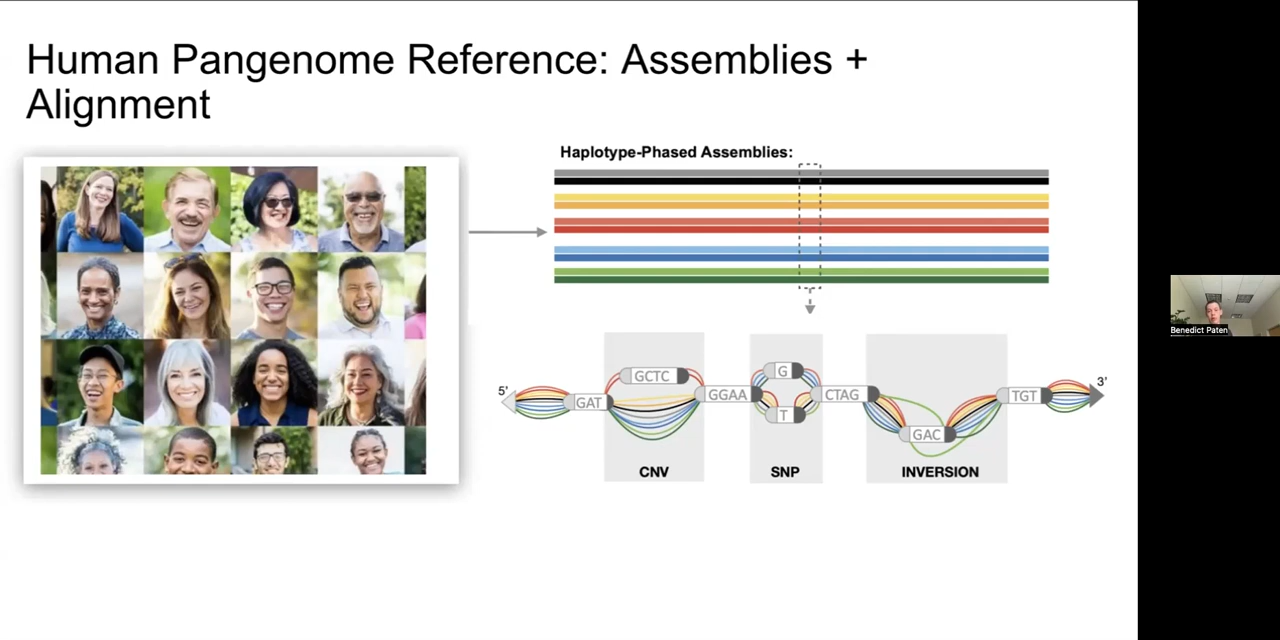 Human Pangenome Reference: Assemblies +
Alignment
Haplotype-Phased Assemblies:
5'
GAT
GCTC
GGAA
G
T
CTAG
GAC
TGT
3'
CNV
SNP
INVERSION
Benedict Paten